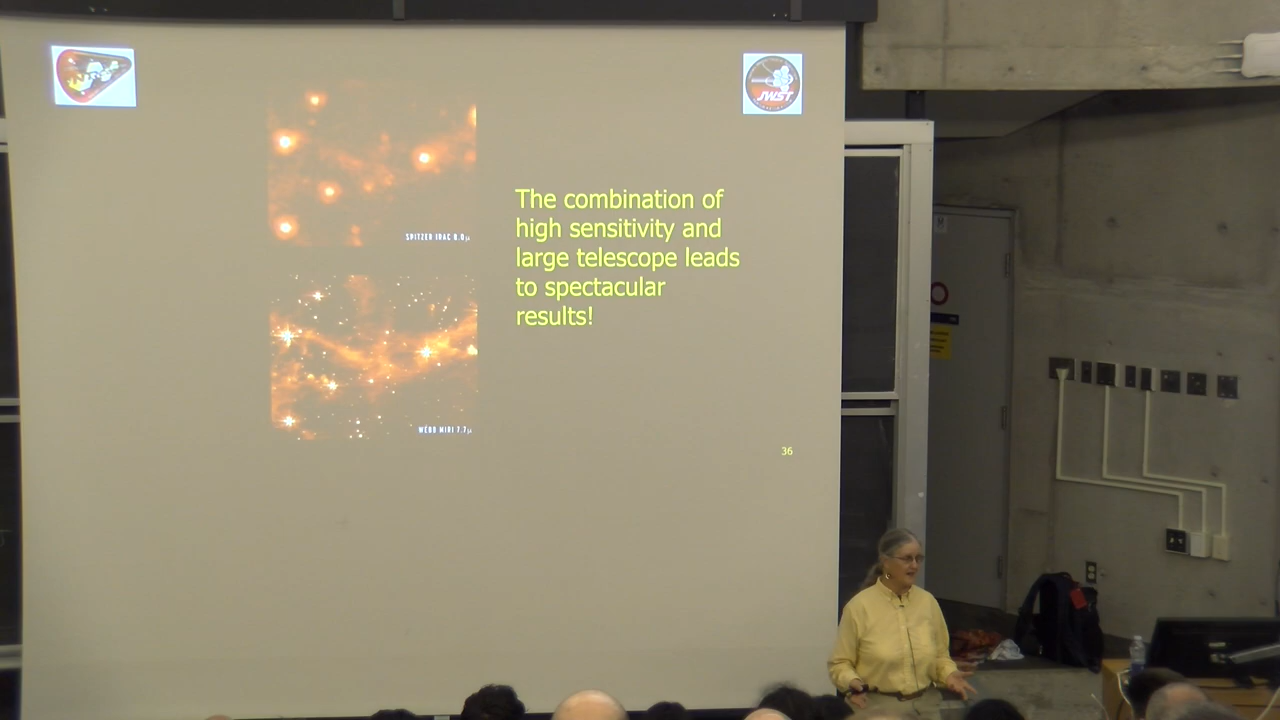 JWST
SPITZER IRAC 8.0μ
The combination of
high sensitivity and
large telescope leads
to spectacular
results!
WEBB MIRI 7.7μ
36